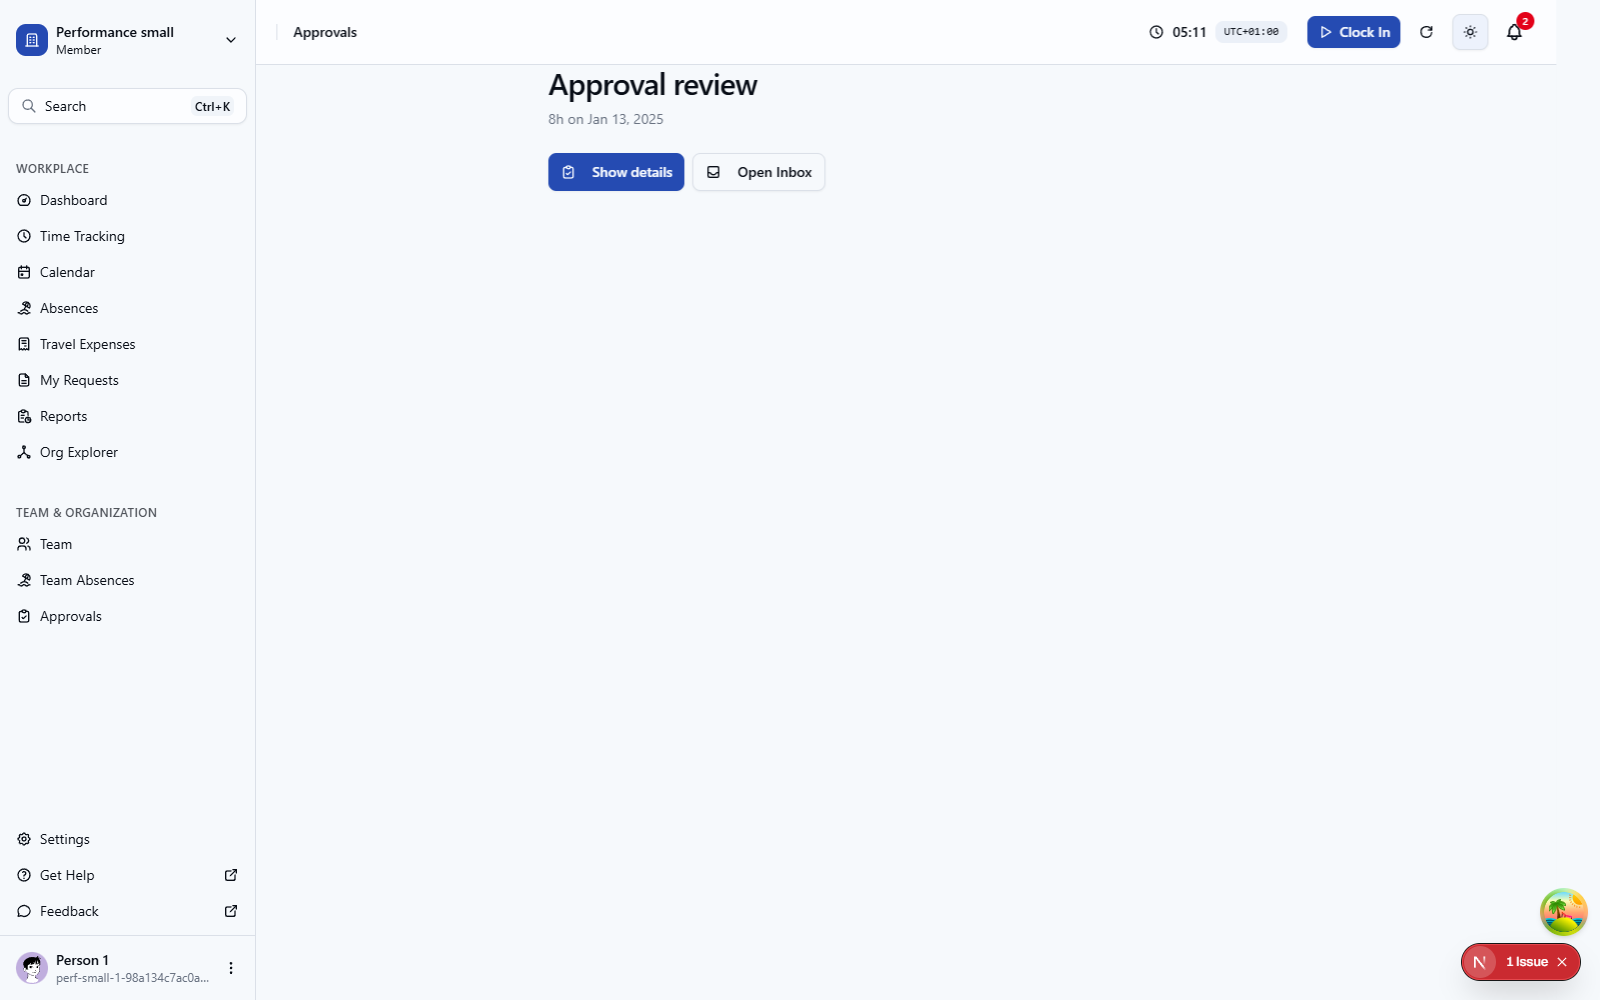 Performance small
Member
Search
Ctrl+K
WORKPLACE
Dashboard
Time Tracking
Calendar
Absences
Travel Expenses
My Requests
Reports
Org Explorer
TEAM & ORGANIZATION
Team
Team Absences
Approvals
Settings
Get Help
Feedback
Person 1
perf-small-1-98a134c7ac0a...
Approvals
05:11
UTC+01:00
Clock In
2
Approval review
8h on Jan 13, 2025
Show details
Open Inbox
N
1 Issue